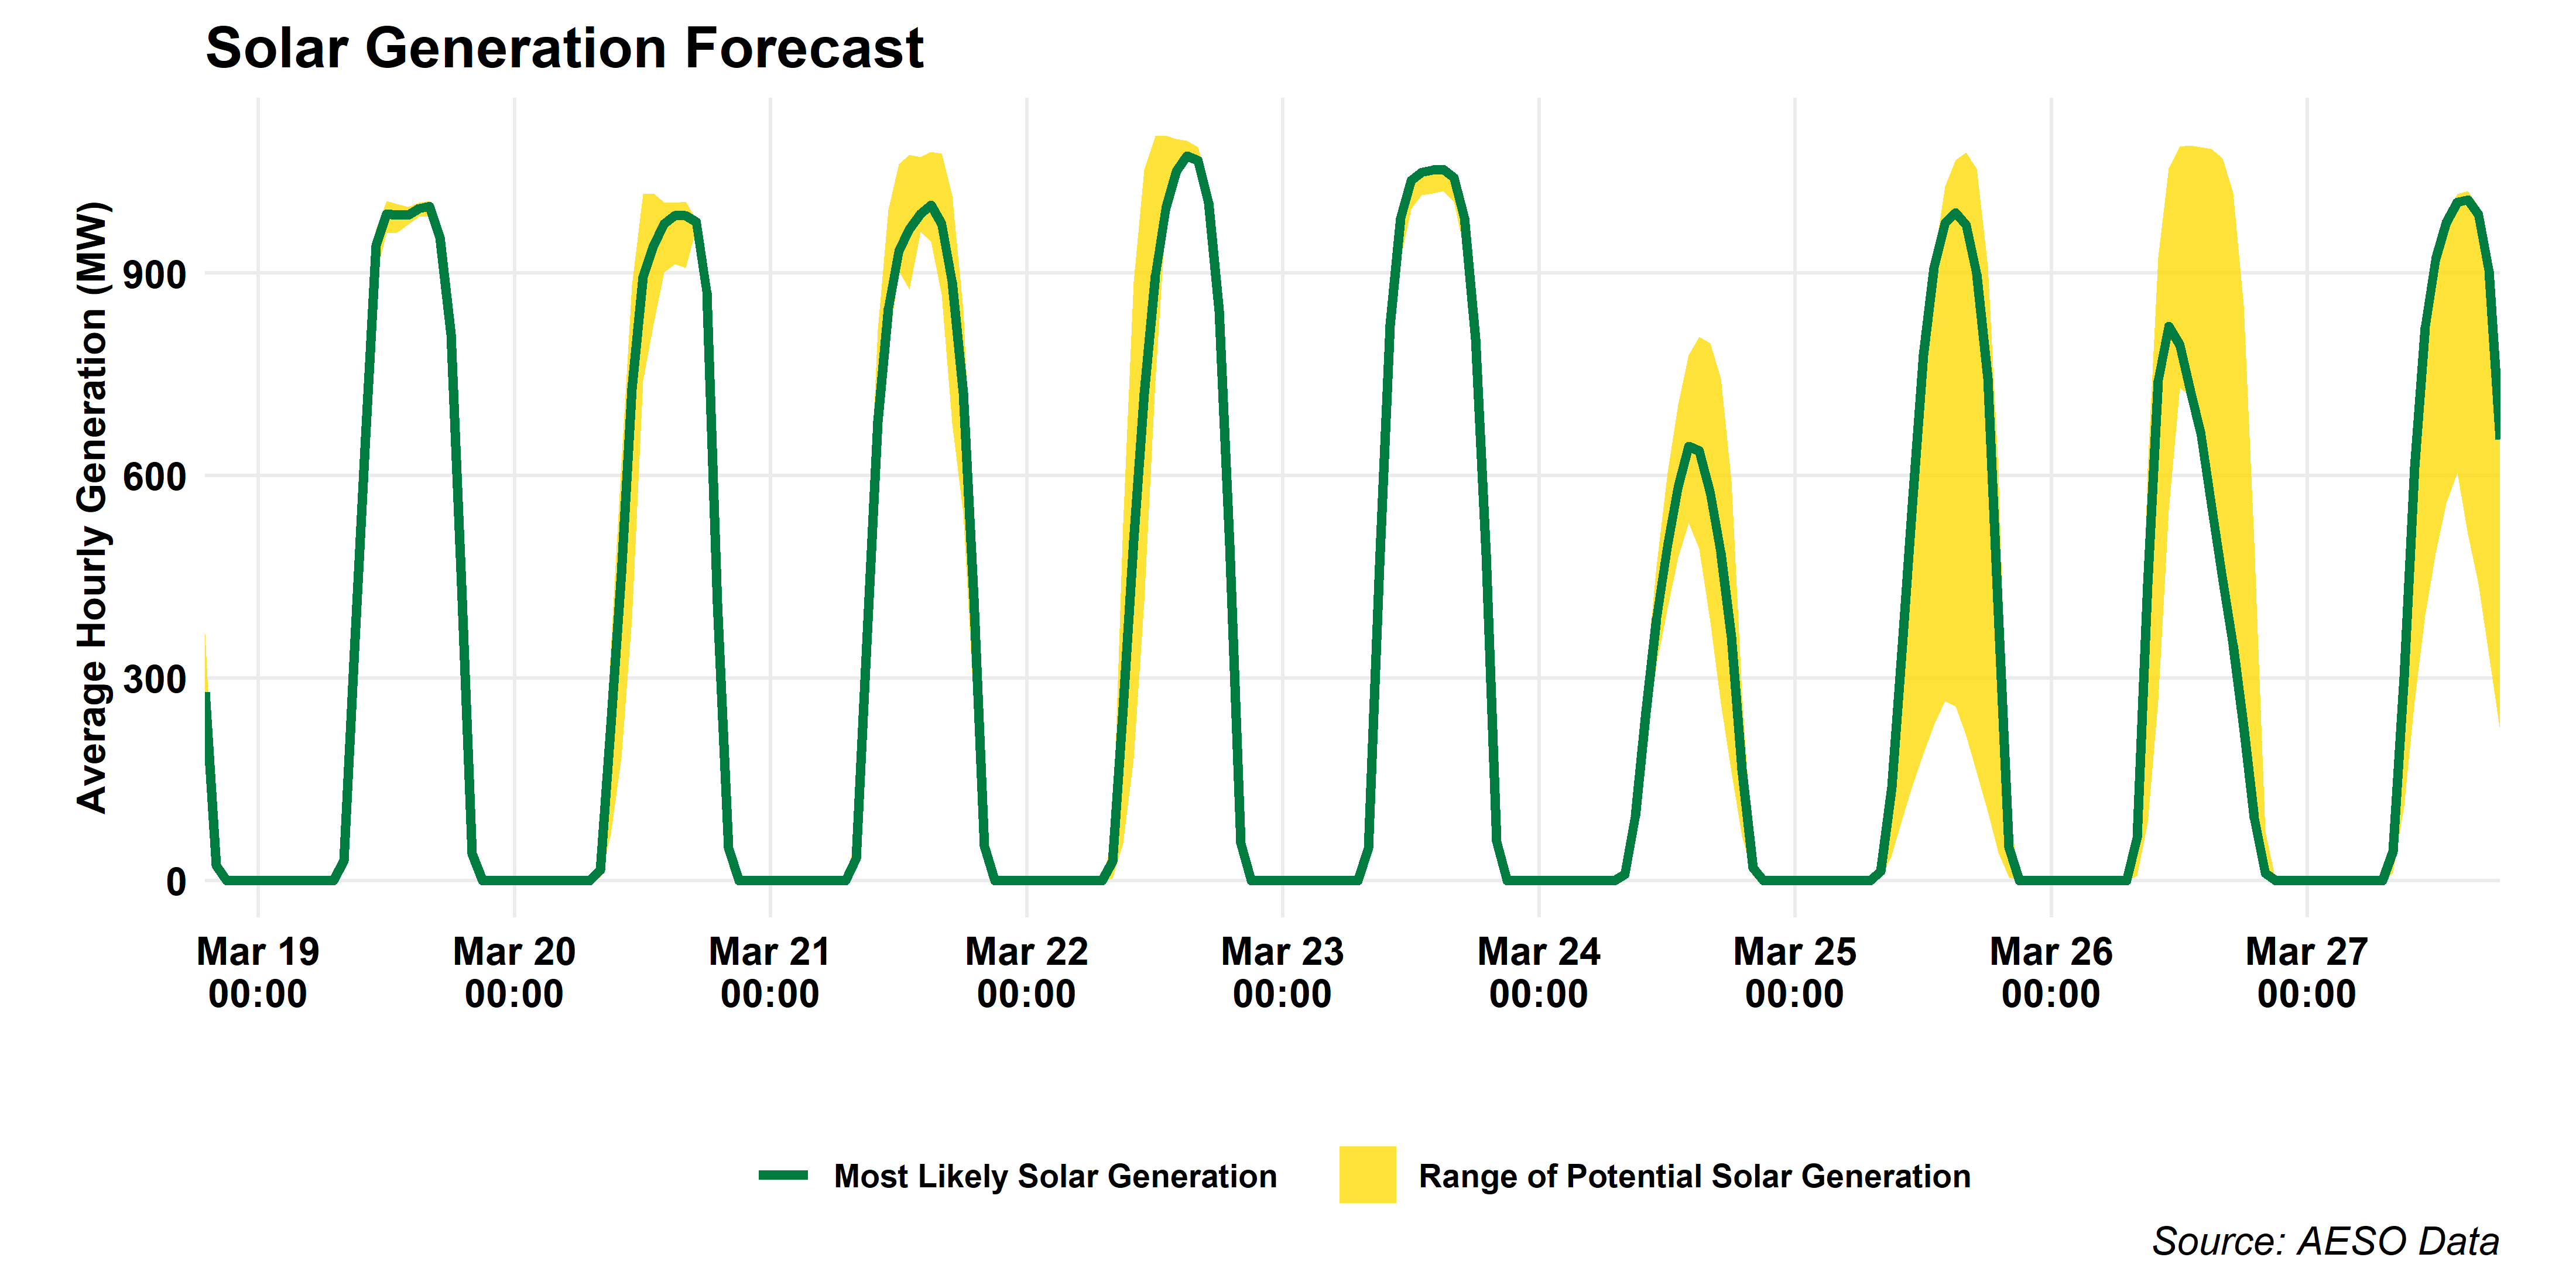 Solar Generation Forecast
Average Hourly Generation (MW)
900
600
300
0
Mar 19
00:00
Mar 20
00:00
Mar 21
00:00
Mar 22
00:00
Mar 23
00:00
Mar 24
00:00
Mar 25
00:00
Mar 26
00:00
Mar 27
00:00
Most Likely Solar Generation
Range of Potential Solar Generation
Source: AESO Data